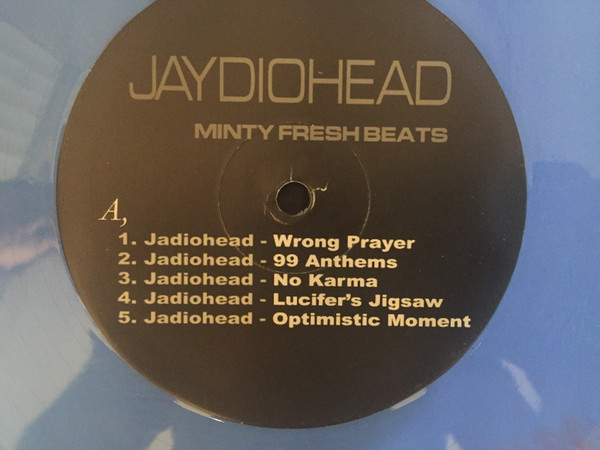 JAYDIOHEAD
MINTY FRESH BEATS
A,
1. Jadiohead - Wrong Prayer
2. Jadiohead - 99 Anthems
3. Jadiohead - No Karma
4. Jadiohead - Lucifer's Jigsaw
5. Jadiohead - Optimistic Moment